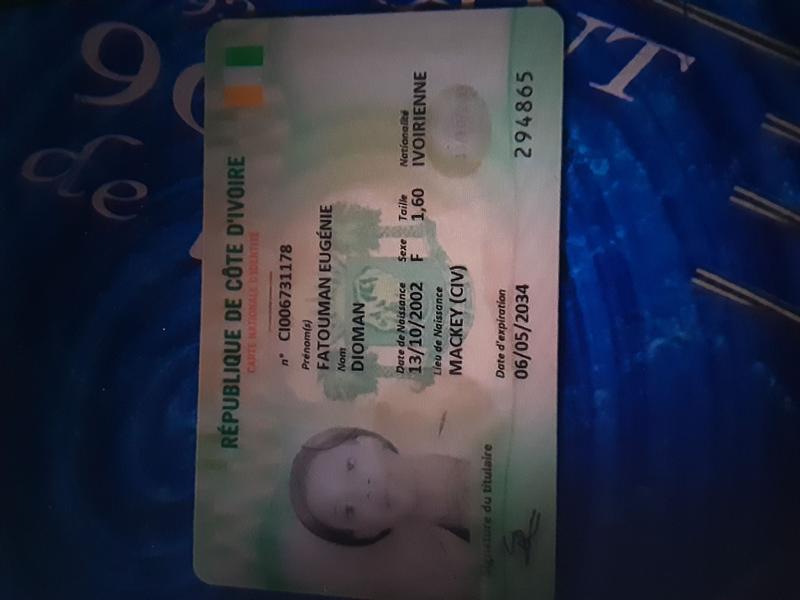 RÉPUBLIQUE DE CÔTE D'IVOIRE
CARTE NATIONALE D'IDENTITÉ
n° CI006731178
Prénom(s)
FATOUMAN EUGÉNIE
Nom
DIOMAN
Date de Naissance Sexe Taille Nationalité
13/10/2002 F 1,60 IVOIRIENNE
Lieu de Naissance
MACKEY (CIV)
Date d'expiration
06/05/2034
294865
Signature du titulaire
de